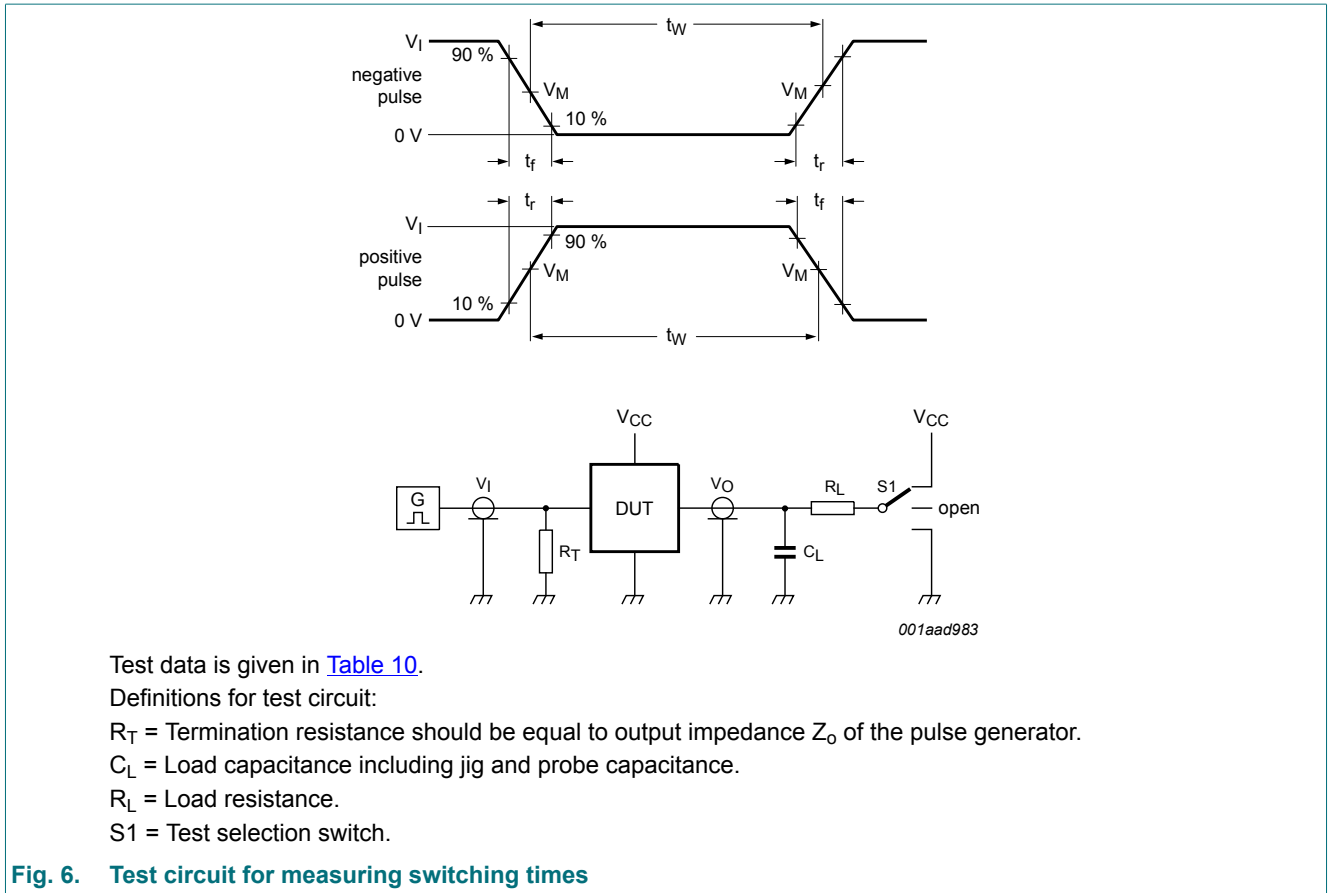 tW
VI
90 %
negative
pulse
VM
VM
10 %
0 V
tf
tr
tr
tf
VI
90 %
positive
pulse
VM
VM
10 %
0 V
tW
VCC
VCC
G
VI
DUT
VO
RL
S1
open
RT
CL
001aad983
Test data is given in Table 10.
Definitions for test circuit:
RT = Termination resistance should be equal to output impedance Zo of the pulse generator.
CL = Load capacitance including jig and probe capacitance.
RL = Load resistance.
S1 = Test selection switch.
Fig. 6. Test circuit for measuring switching times